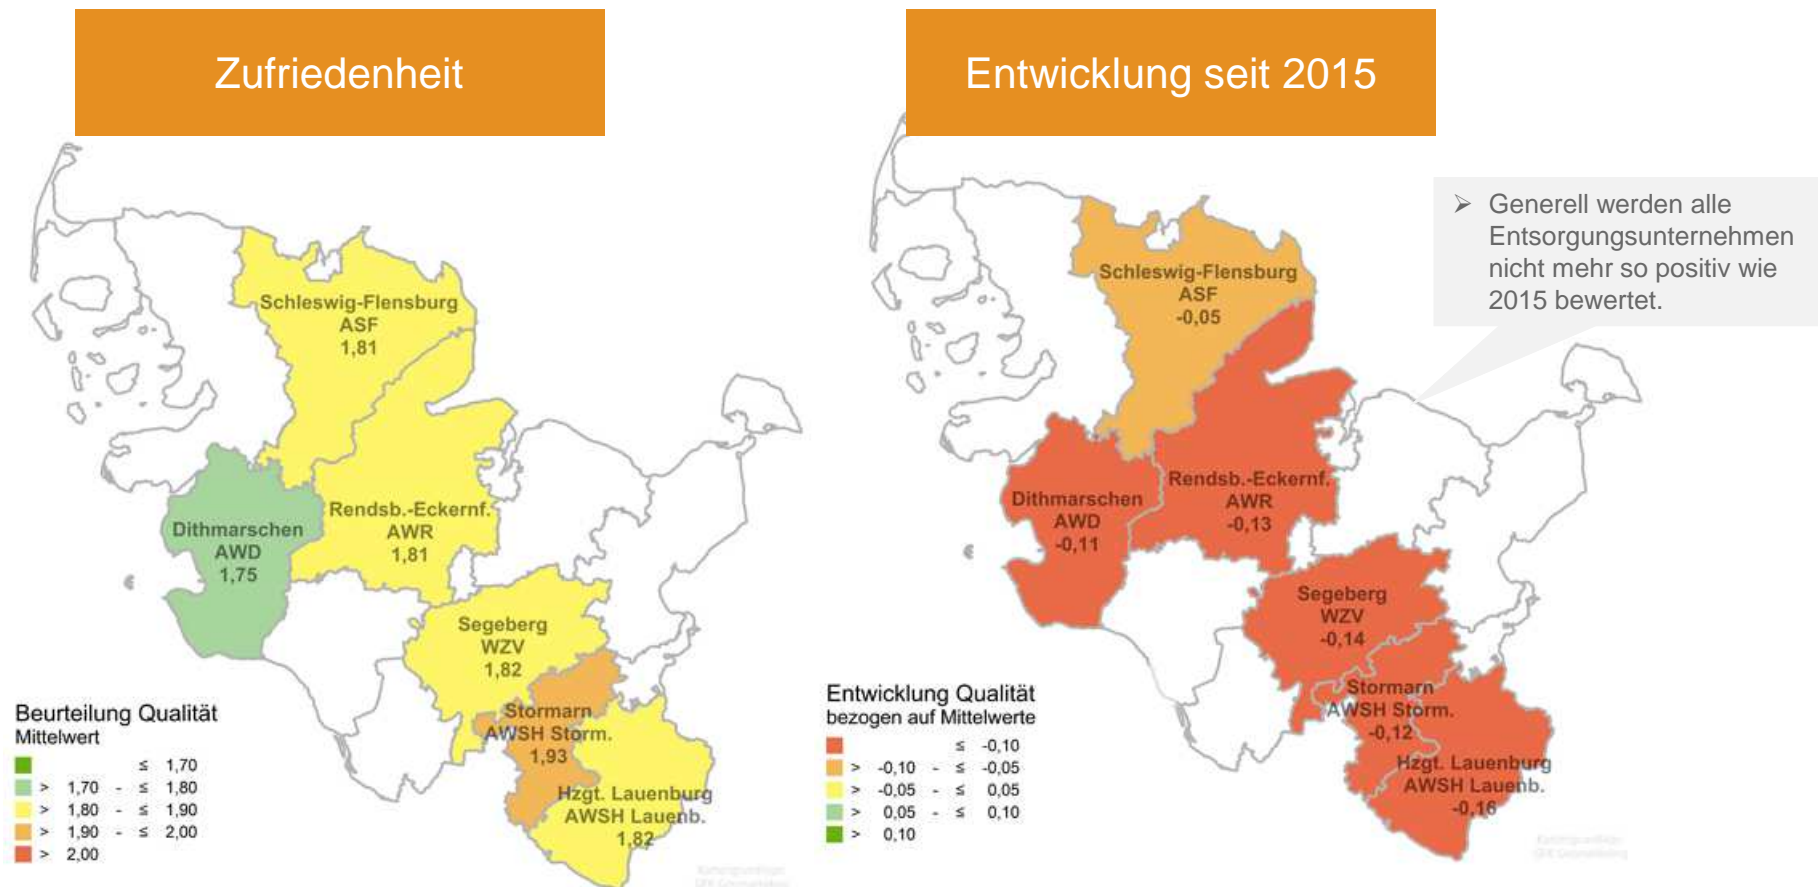 Zufriedenheit
Schleswig-Flensburg
ASF
1,81
Rendsb.-Eckernf.
AWR
1,81
Dithmarschen
AWD
1,75
Segeberg
WZV
1,82
Stormarn
AWSH Storm.
1,93
Hzgt. Lauenburg
AWSH Lauenb.
1,82
Beurteilung Qualität
Mittelwert
≤ 1,70
> 1,70 - ≤ 1,80
> 1,80 - ≤ 1,90
> 1,90 - ≤ 2,00
> 2,00
Entwicklung seit 2015
Schleswig-Flensburg
ASF
-0,05
Rendsb.-Eckernf.
AWR
-0,13
Dithmarschen
AWD
-0,11
Segeberg
WZV
-0,14
Stormarn
AWSH Storm.
-0,12
Hzgt. Lauenburg
AWSH Lauenb.
-0,16
Entwicklung Qualität
bezogen auf Mittelwerte
≤ -0,10
> -0,10 - ≤ -0,05
> -0,05 - ≤ 0,05
> 0,05 - ≤ 0,10
> 0,10
➢ Generell werden alle
Entsorgungsunternehmen
nicht mehr so positiv wie
2015 bewertet.